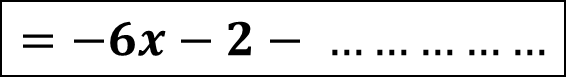 = −6x − 2 − ... ... ... ... ...